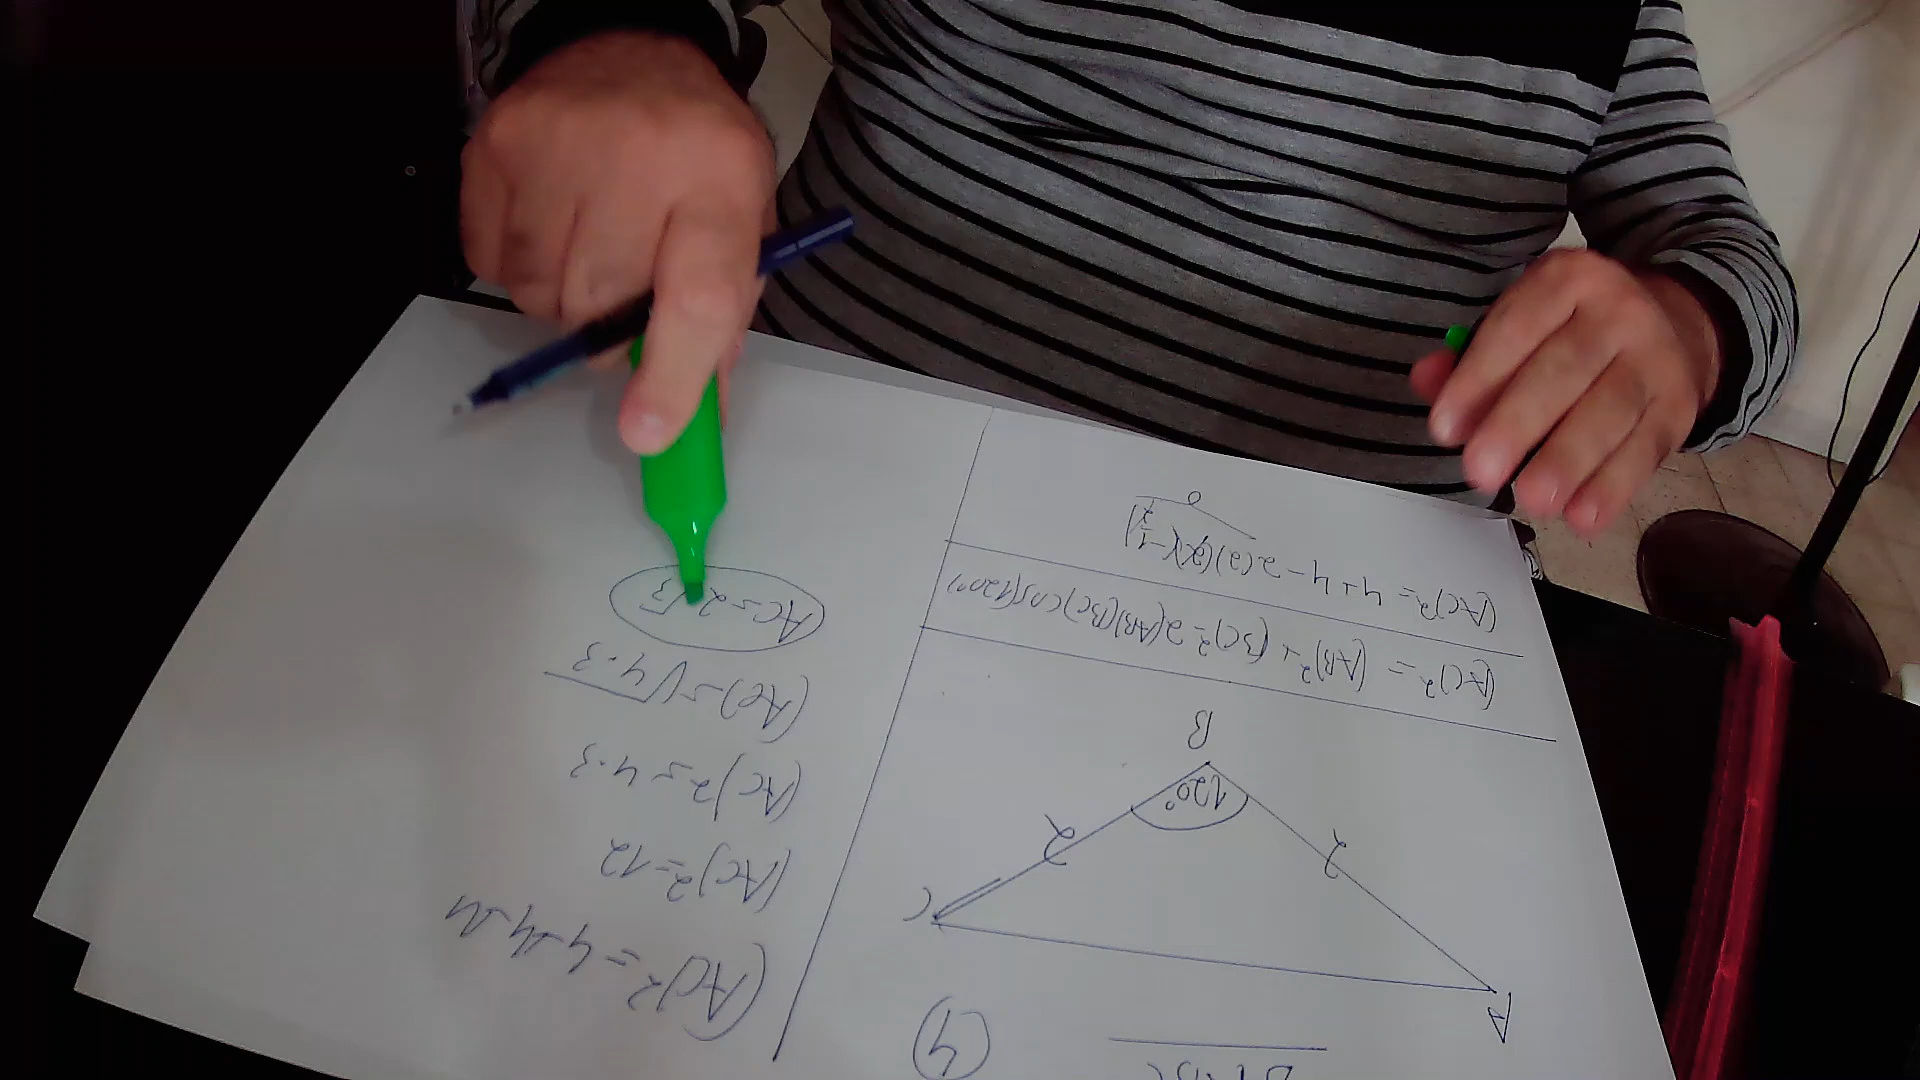 (4)
A
2
2
C
120°
B
(AC)² = (AB)² + (BC)² - 2(AB)(BC)cos(120°)
(AC)² = 4+4-2(2)(2)(-1/2)
(AC)² = 4+4+4
(AC)² = 12
(AC)² = 4·3
(AC) = √4·3
AC = 2√3